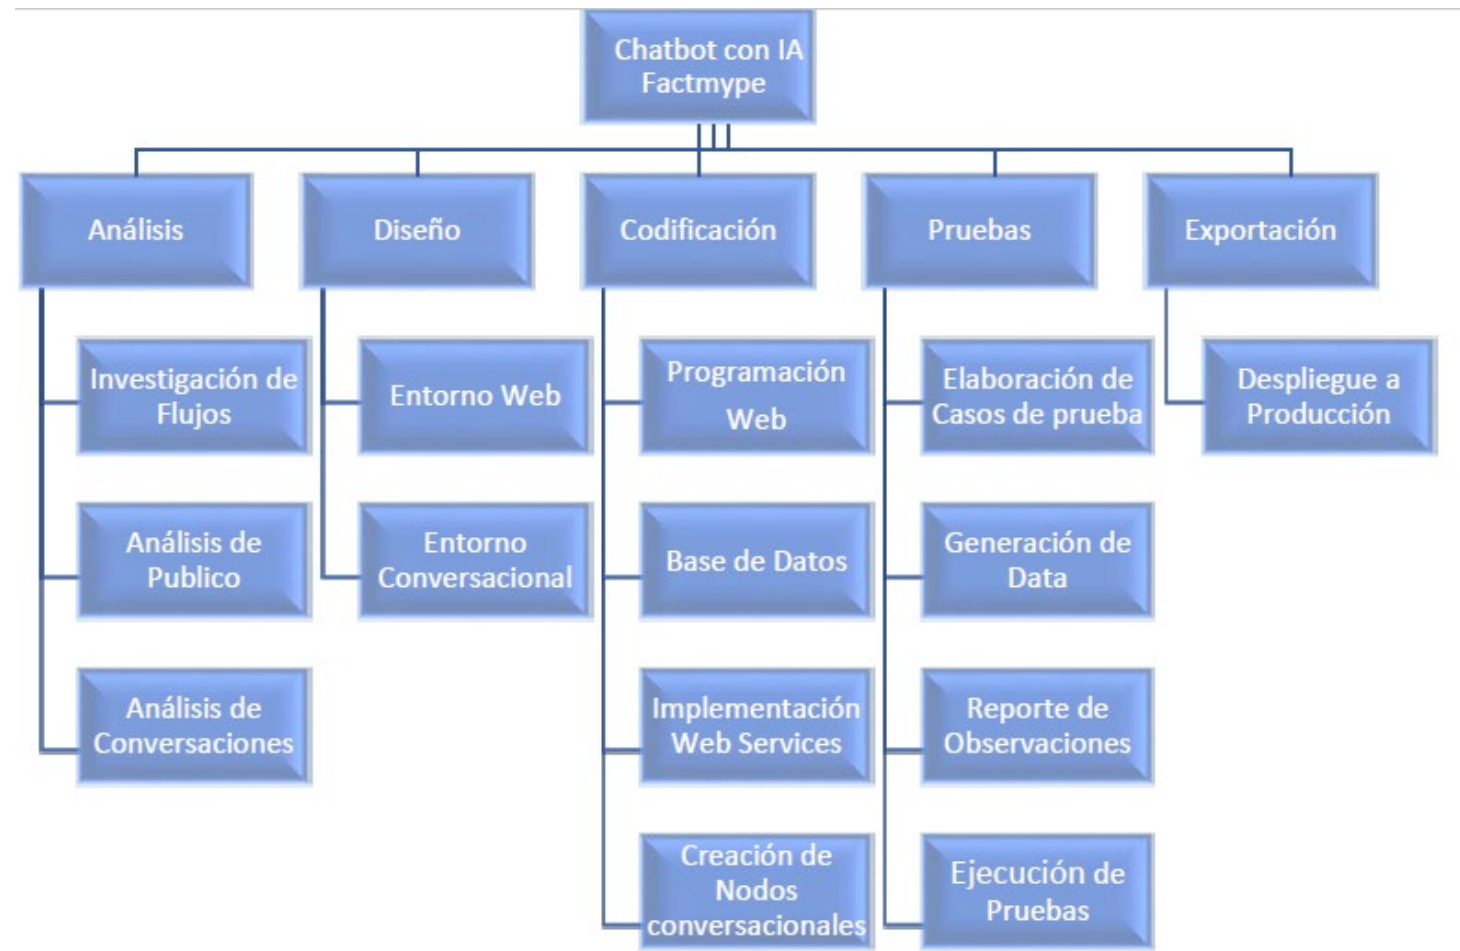 Chatbot con IA
Factmype
Análisis
Diseño
Codificación
Pruebas
Exportación
Investigación de
Flujos
Entorno Web
Programación
Web
Elaboración de
Casos de prueba
Despliegue a
Producción
Análisis de
Publico
Entorno
Conversacional
Base de Datos
Generación de
Data
Análisis de
Conversaciones
Implementación
Web Services
Reporte de
Observaciones
Creación de
Nodos
conversacionales
Ejecución de
Pruebas